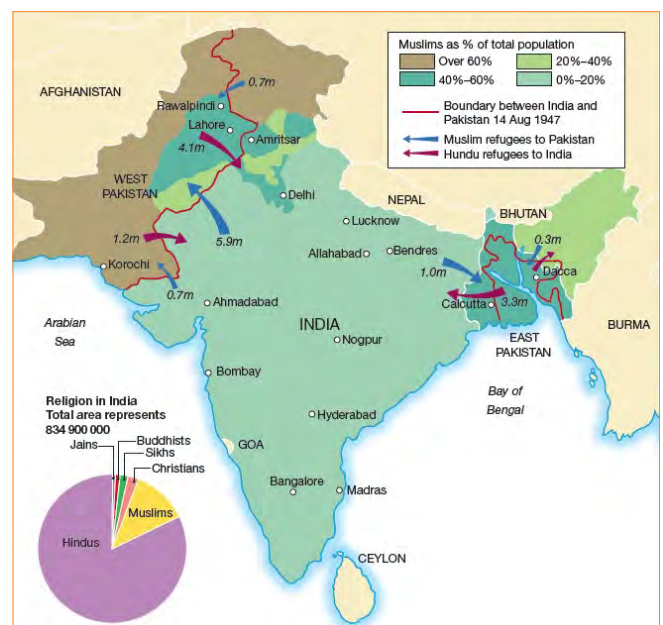 Muslims as % of total population
Over 60%
20%–40%
40%–60%
0%–20%
Boundary between India and
Pakistan 14 Aug 1947
Muslim refugees to Pakistan
Hundu refugees to India
AFGHANISTAN
0.7m
Rawalpindi
Lahore
4.1m
Amritsar
WEST
PAKISTAN
Delhi
NEPAL
BHUTAN
Lucknow
1.2m
5.9m
Allahabad
Bendres
0.3m
Korochi
1.0m
Dacca
0.7m
Ahmadabad
Calcutta
3.3m
Arabian
Sea
INDIA
Nogpur
EAST
PAKISTAN
BURMA
Bombay
Bay of
Bengal
Religion in India
Total area represents
834 900 000
Hyderabad
Jains
Buddhists
Sikhs
Christians
GOA
Muslims
Hindus
Bangalore
Madras
CEYLON